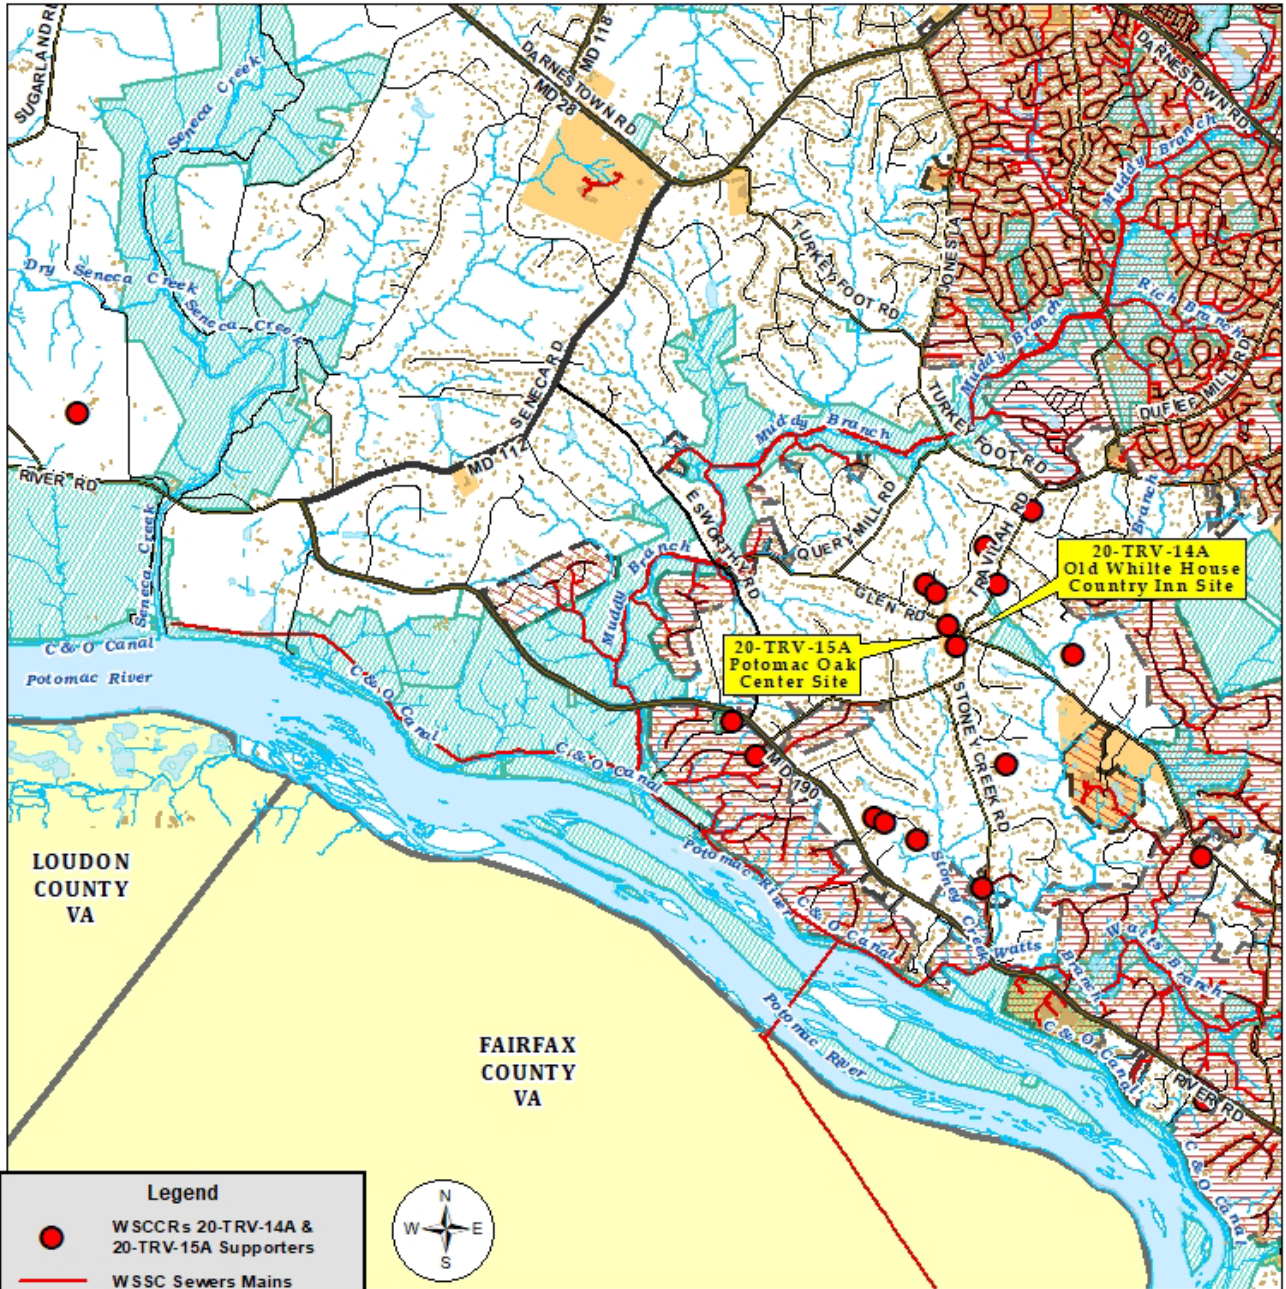 SUGARLAND RD
Seneca Creek
DARNESTOWN RD
MD 118
MD 28
DARNESTOWN RD
Muddy Branch
Dry Seneca Creek
Seneca Creek
TURKEY FOOT RD
JONES LA
Rich Branch
Muddy Branch
SENECA RD
DUFIEF MILL RD
TURKEY FOOT RD
Muddy Branch
MD 112
RIVER RD
QUERY MILL RD
TRAVILAH RD
Branch
Seneca Creek
ESWORTHY RD
Muddy Branch
GLEN RD
20-TRV-14A
Old Whilte House
Country Inn Site
20-TRV-15A
Potomac Oak
Center Site
C & O Canal
Potomac River
C & O Canal
STONEY CREEK RD
C & O Canal
MD 190
Potomac River
Stoney Creek
C & O Canal
Watts Branch
Watts Branch
LOUDON
COUNTY
VA
Potomac River
C & O Canal
RIVER RD
FAIRFAX
COUNTY
VA
C & O Canal
Legend
WSCCRs 20-TRV-14A &
20-TRV-15A Supporters
WSSC Sewers Mains
N
W E
S